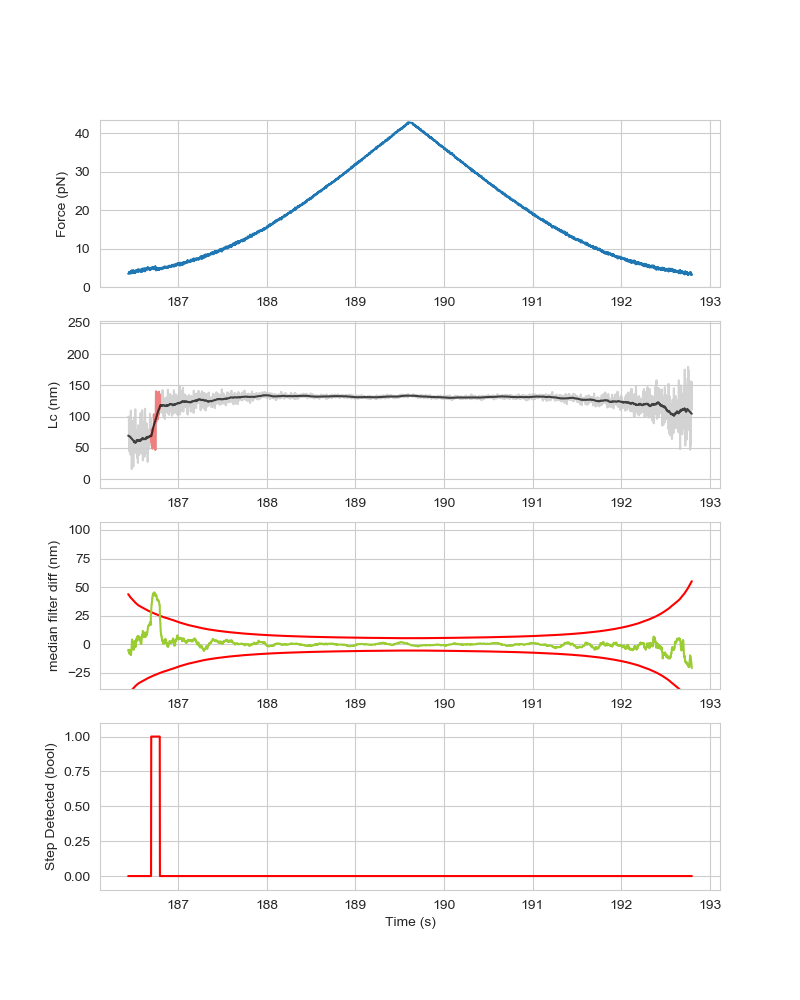 Force (pN)
40
30
20
10
0
187 188 189 190 191 192 193
Lc (nm)
250
200
150
100
50
0
187 188 189 190 191 192 193
median filter diff (nm)
100
75
50
25
0
−25
187 188 189 190 191 192 193
Step Detected (bool)
1.00
0.75
0.50
0.25
0.00
187 188 189 190 191 192 193
Time (s)